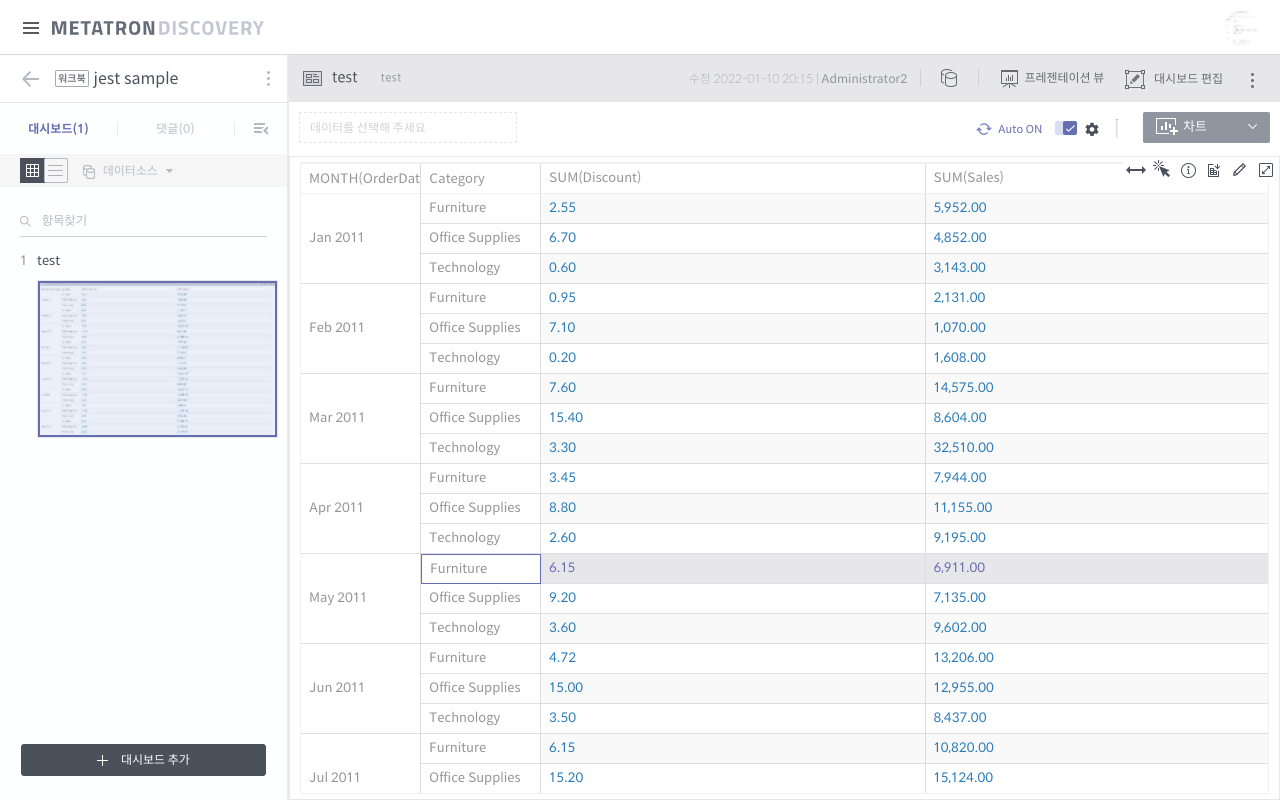 METATRONDISCOVERY
워크북 jest sample
test test
수정 2022-01-10 20:15 | Administrator2
프레젠테이션 뷰
대시보드 편집
대시보드(1)
댓글(0)
데이터를 선택해 주세요
Auto ON
차트
데이터소스
항목찾기
1 test
대시보드 추가
MONTH(OrderDat Category SUM(Discount) SUM(Sales)
Jan 2011 Furniture 2.55 5,952.00
Office Supplies 6.70 4,852.00
Technology 0.60 3,143.00
Feb 2011 Furniture 0.95 2,131.00
Office Supplies 7.10 1,070.00
Technology 0.20 1,608.00
Mar 2011 Furniture 7.60 14,575.00
Office Supplies 15.40 8,604.00
Technology 3.30 32,510.00
Apr 2011 Furniture 3.45 7,944.00
Office Supplies 8.80 11,155.00
Technology 2.60 9,195.00
May 2011 Furniture 6.15 6,911.00
Office Supplies 9.20 7,135.00
Technology 3.60 9,602.00
Jun 2011 Furniture 4.72 13,206.00
Office Supplies 15.00 12,955.00
Technology 3.50 8,437.00
Jul 2011 Furniture 6.15 10,820.00
Office Supplies 15.20 15,124.00